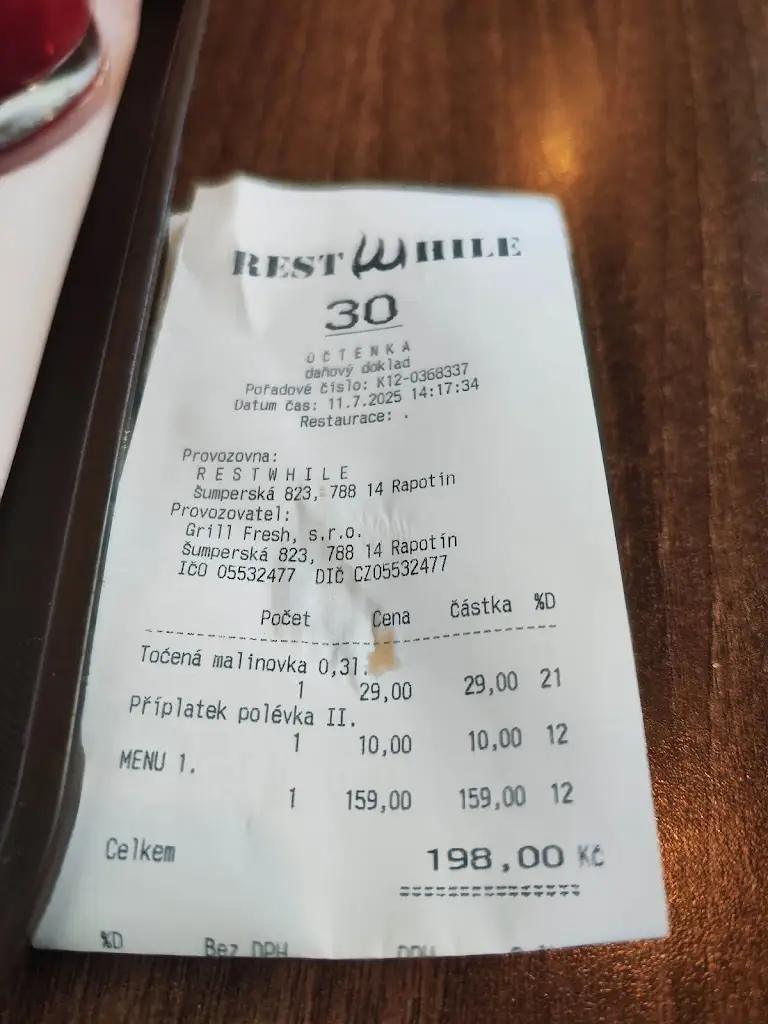 REST WHILE
30
ÚČTENKA
daňový doklad
Pořadové číslo: K12-0368337
Datum čas: 11.7.2025 14:17:34
Restaurace: .
Provozovna:
RESTWHILE
Šumperská 823, 788 14 Rapotín
Provozovatel:
Grill Fresh, s.r.o.
Šumperská 823, 788 14 Rapotín
IČO 05532477 DIČ CZ05532477
Počet Cena Částka %D
Točená malinovka 0,3l.
1 29,00 29,00 21
Příplatek polévka II.
1 10,00 10,00 12
MENU 1.
1 159,00 159,00 12
Celkem 198,00 Kč
%D Bez DPH DPH